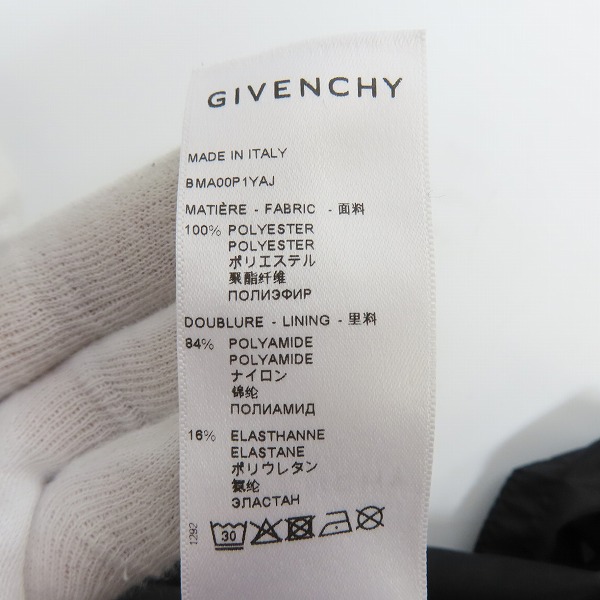 GIVENCHY
MADE IN ITALY
BMA00P1YAJ
MATIÈRE - FABRIC - 面料
100% POLYESTER
POLYESTER
ポリエステル
聚酯纤维
ПОЛИЭФИР
DOUBLURE - LINING - 里料
84% POLYAMIDE
POLYAMIDE
ナイロン
锦纶
ПОЛИАМИД
16% ELASTHANNE
ELASTANE
ポリウレタン
氨纶
ЭЛАСТАН
1292
30